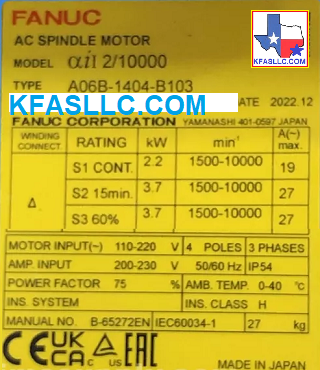 FANUC
KFASLLC.COM
AC SPINDLE MOTOR
MODEL αiI 2/10000
TYPE A06B-1404-B103
KFASLLC.COM
DATE 2022.12
FANUC CORPORATION YAMANASHI 401-0597 JAPAN
WINDING CONNECT. RATING kW min⁻¹ A(~) max.
Δ
S1 CONT. 2.2 1500-10000 19
S2 15min. 3.7 1500-10000 27
S3 60% 3.7 1500-10000 27
MOTOR INPUT(~) 110-220 V 4 POLES 3 PHASES
AMP. INPUT 200-230 V 50/60 Hz IP54
POWER FACTOR 75 % AMB. TEMP. 0-40 ℃
INS. SYSTEM INS. CLASS H
MANUAL NO. B-65272EN IEC60034-1 27 kg
CE UK CA EAC
MADE IN JAPAN